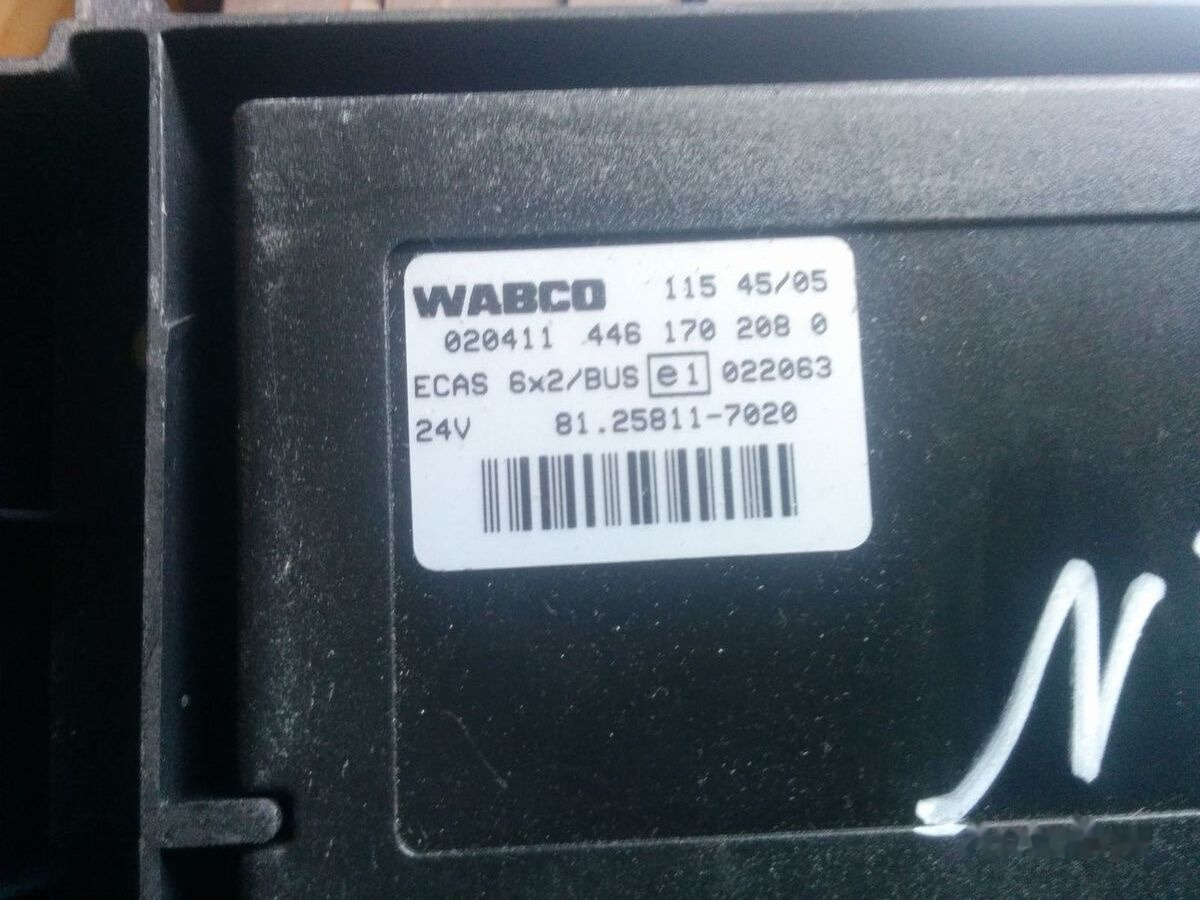 WABCO 115 45/05
020411 446 170 208 0
ECAS 6x2/BUS e1 022063
24V 81.25811-7020
N